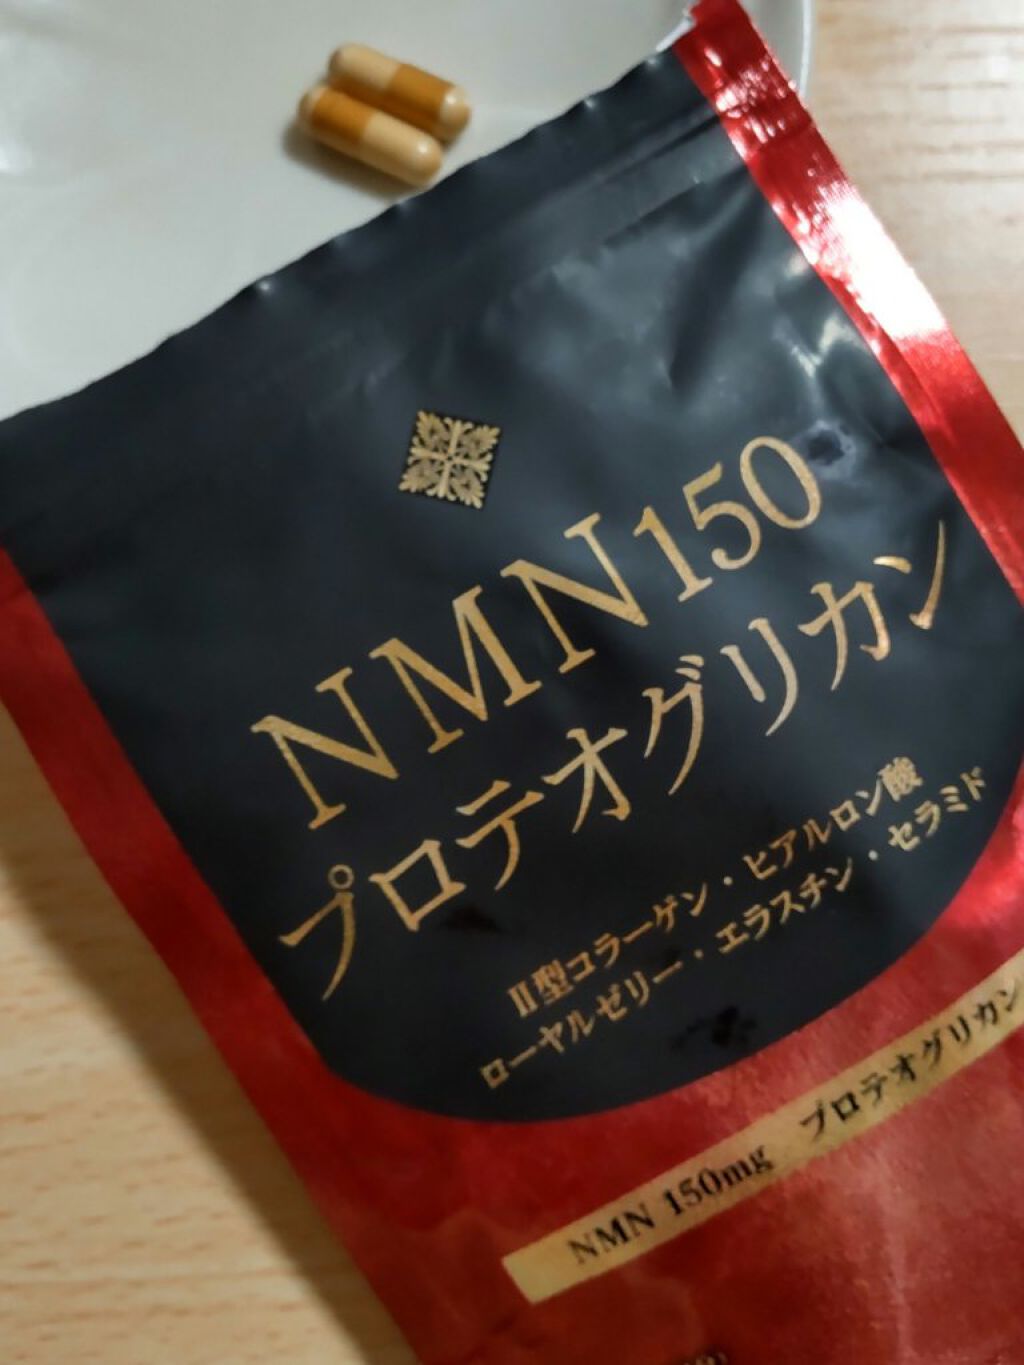 NMN150
プロテオグリカン
II型コラーゲン・ヒアルロン酸
ローヤルゼリー・エラスチン・セラミド
NMN 150mg プロテオグリカン